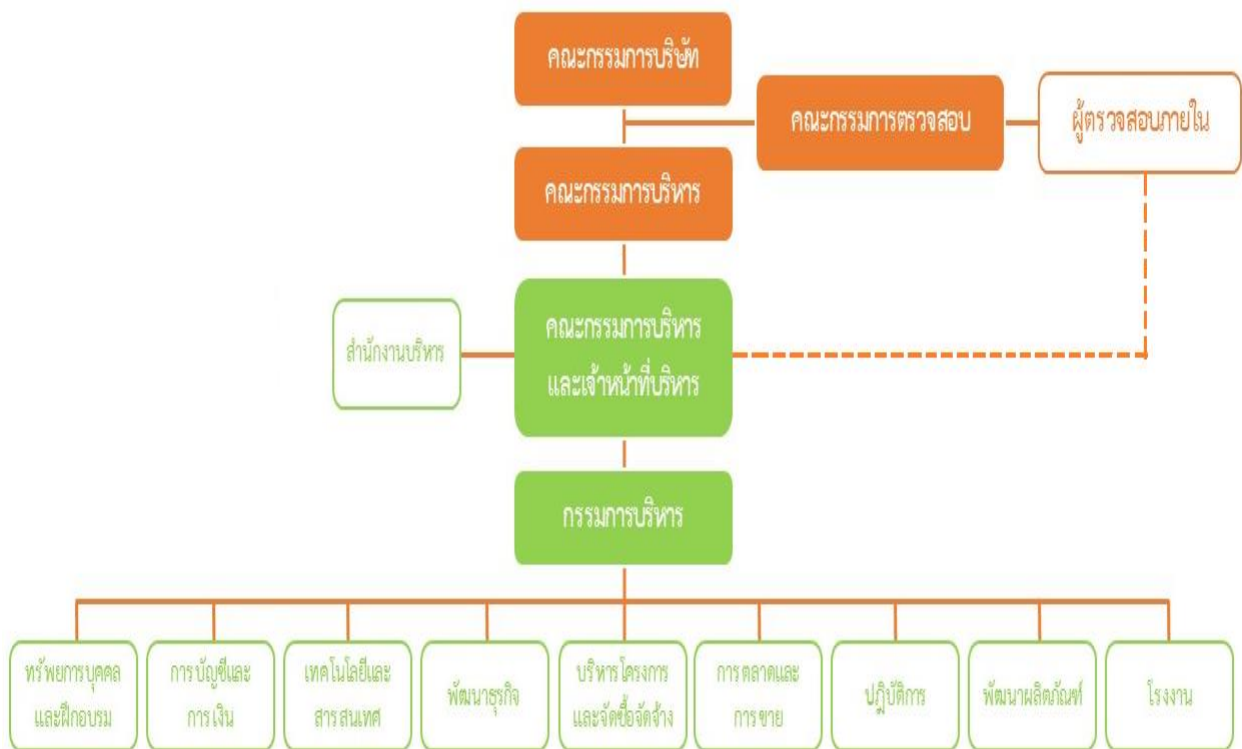 คณะกรรมการบริษัท
คณะกรรมการตรวจสอบ
ผู้ตรวจสอบภายใน
คณะกรรมการบริหาร
สำนักงานบริหาร
คณะกรรมการบริหาร
และเจ้าหน้าที่บริหาร
กรรมการบริหาร
ทรัพยการบุคคล
และฝึกอบรม
การบัญชีและ
การเงิน
เทคโนโลยีและ
สารสนเทศ
พัฒนาธุรกิจ
บริหารโครงการ
และจัดซื้อจัดจ้าง
การตลาดและ
การขาย
ปฎิบัติการ
พัฒนาผลิตภัณฑ์
โรงงาน